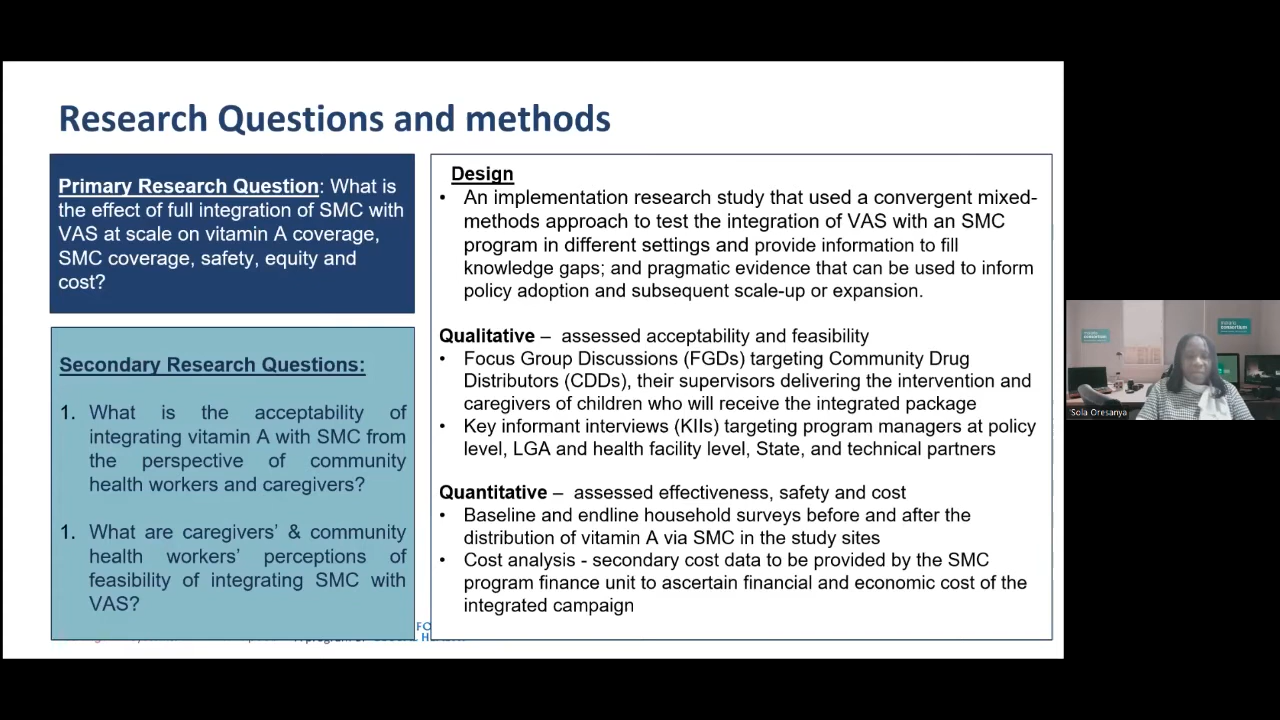 Research Questions and methods
Primary Research Question: What is
the effect of full integration of SMC with
VAS at scale on vitamin A coverage,
SMC coverage, safety, equity and
cost?
Secondary Research Questions:
1. What is the acceptability of
integrating vitamin A with SMC from
the perspective of community
health workers and caregivers?
1. What are caregivers' & community
health workers' perceptions of
feasibility of integrating SMC with
VAS?
Design
• An implementation research study that used a convergent mixed-
methods approach to test the integration of VAS with an SMC
program in different settings and provide information to fill
knowledge gaps; and pragmatic evidence that can be used to inform
policy adoption and subsequent scale-up or expansion.
Qualitative – assessed acceptability and feasibility
• Focus Group Discussions (FGDs) targeting Community Drug
Distributors (CDDs), their supervisors delivering the intervention and
caregivers of children who will receive the integrated package
• Key informant interviews (KIIs) targeting program managers at policy
level, LGA and health facility level, State, and technical partners
Quantitative – assessed effectiveness, safety and cost
• Baseline and endline household surveys before and after the
distribution of vitamin A via SMC in the study sites
• Cost analysis - secondary cost data to be provided by the SMC
program finance unit to ascertain financial and economic cost of the
integrated campaign
FO
malaria
consortium
Sola Oresanya